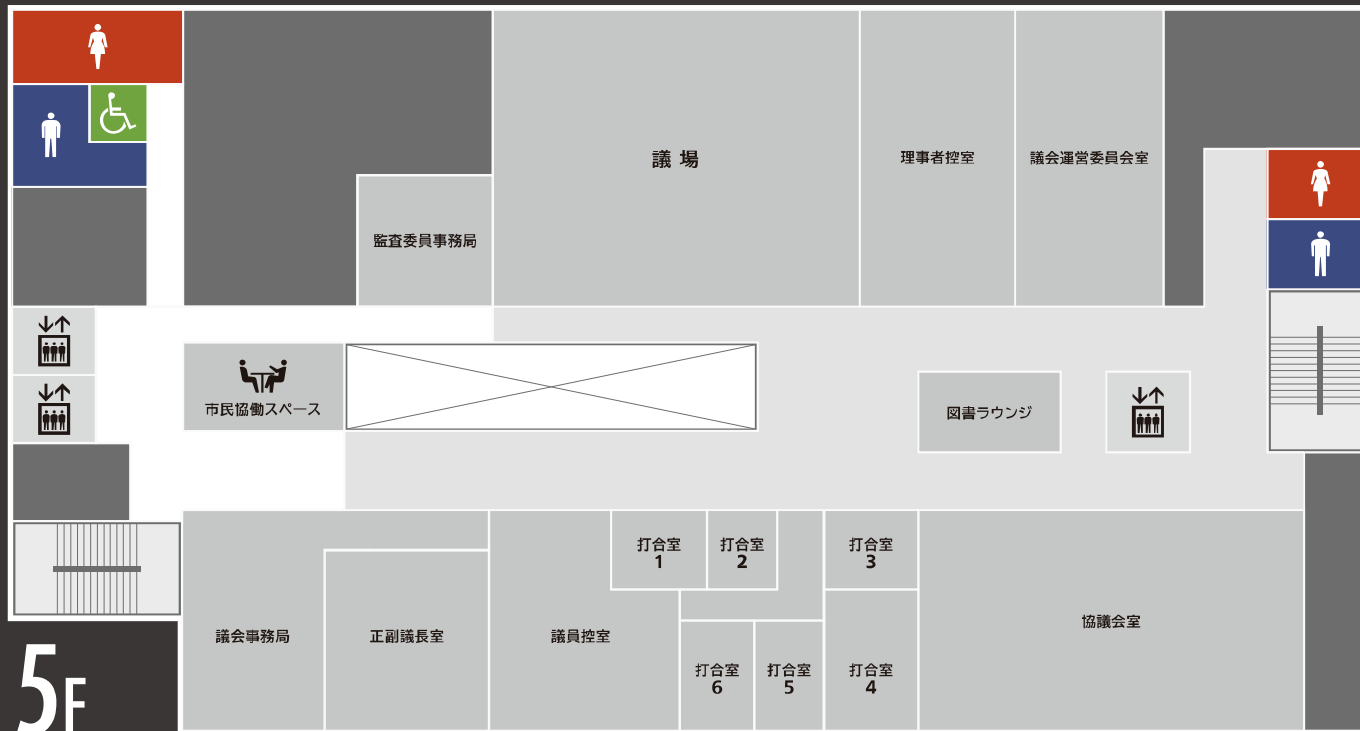 議場
理事者控室
議会運営委員会室
監査委員事務局
市民協働スペース
図書ラウンジ
打合室
1
打合室
2
打合室
3
議会事務局
正副議長室
議員控室
協議会室
打合室
6
打合室
5
打合室
4
5F